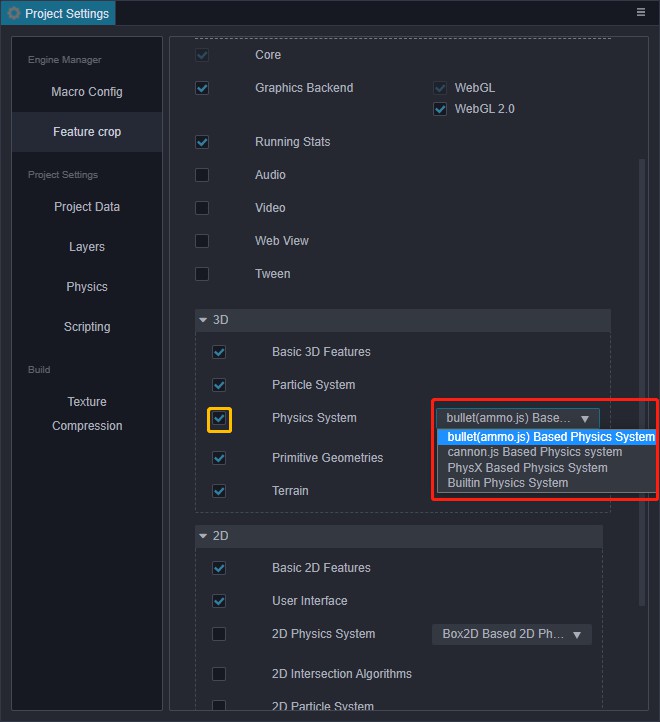 Project Settings
Engine Manager
Macro Config
Feature crop
Project Settings
Project Data
Layers
Physics
Scripting
Build
Texture
Compression
Core
Graphics Backend
WebGL
WebGL 2.0
Running Stats
Audio
Video
Web View
Tween
3D
Basic 3D Features
Particle System
Physics System
bullet(ammo.js) Base...
bullet(ammo.js) Based Physics System
cannon.js Based Physics system
PhysX Based Physics System
Builtin Physics System
Primitive Geometries
Terrain
2D
Basic 2D Features
User Interface
2D Physics System
Box2D Based 2D Ph...
2D Intersection Algorithms
2D Particle System